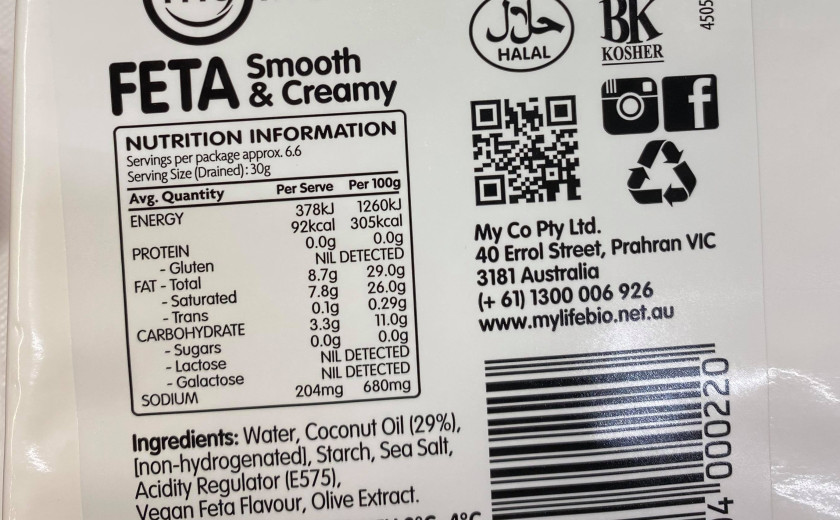 FETA Smooth & Creamy
NUTRITION INFORMATION
Servings per package approx. 6.6
Serving Size (Drained): 30g
Avg. Quantity Per Serve Per 100g
ENERGY 378kJ 1260kJ
92kcal 305kcal
PROTEIN 0.0g 0.0g
- Gluten NIL DETECTED
FAT - Total 8.7g 29.0g
- Saturated 7.8g 26.0g
- Trans 0.1g 0.29g
CARBOHYDRATE 3.3g 11.0g
- Sugars 0.0g 0.0g
- Lactose NIL DETECTED
- Galactose NIL DETECTED
SODIUM 204mg 680mg
Ingredients: Water, Coconut Oil (29%),
[non-hydrogenated], Starch, Sea Salt,
Acidity Regulator (E575),
Vegan Feta Flavour, Olive Extract.
حلال
HALAL
BK
KOSHER
4505
f
My Co Pty Ltd.
40 Errol Street, Prahran VIC
3181 Australia
(+ 61) 1300 006 926
www.mylifebio.net.au
4 000220